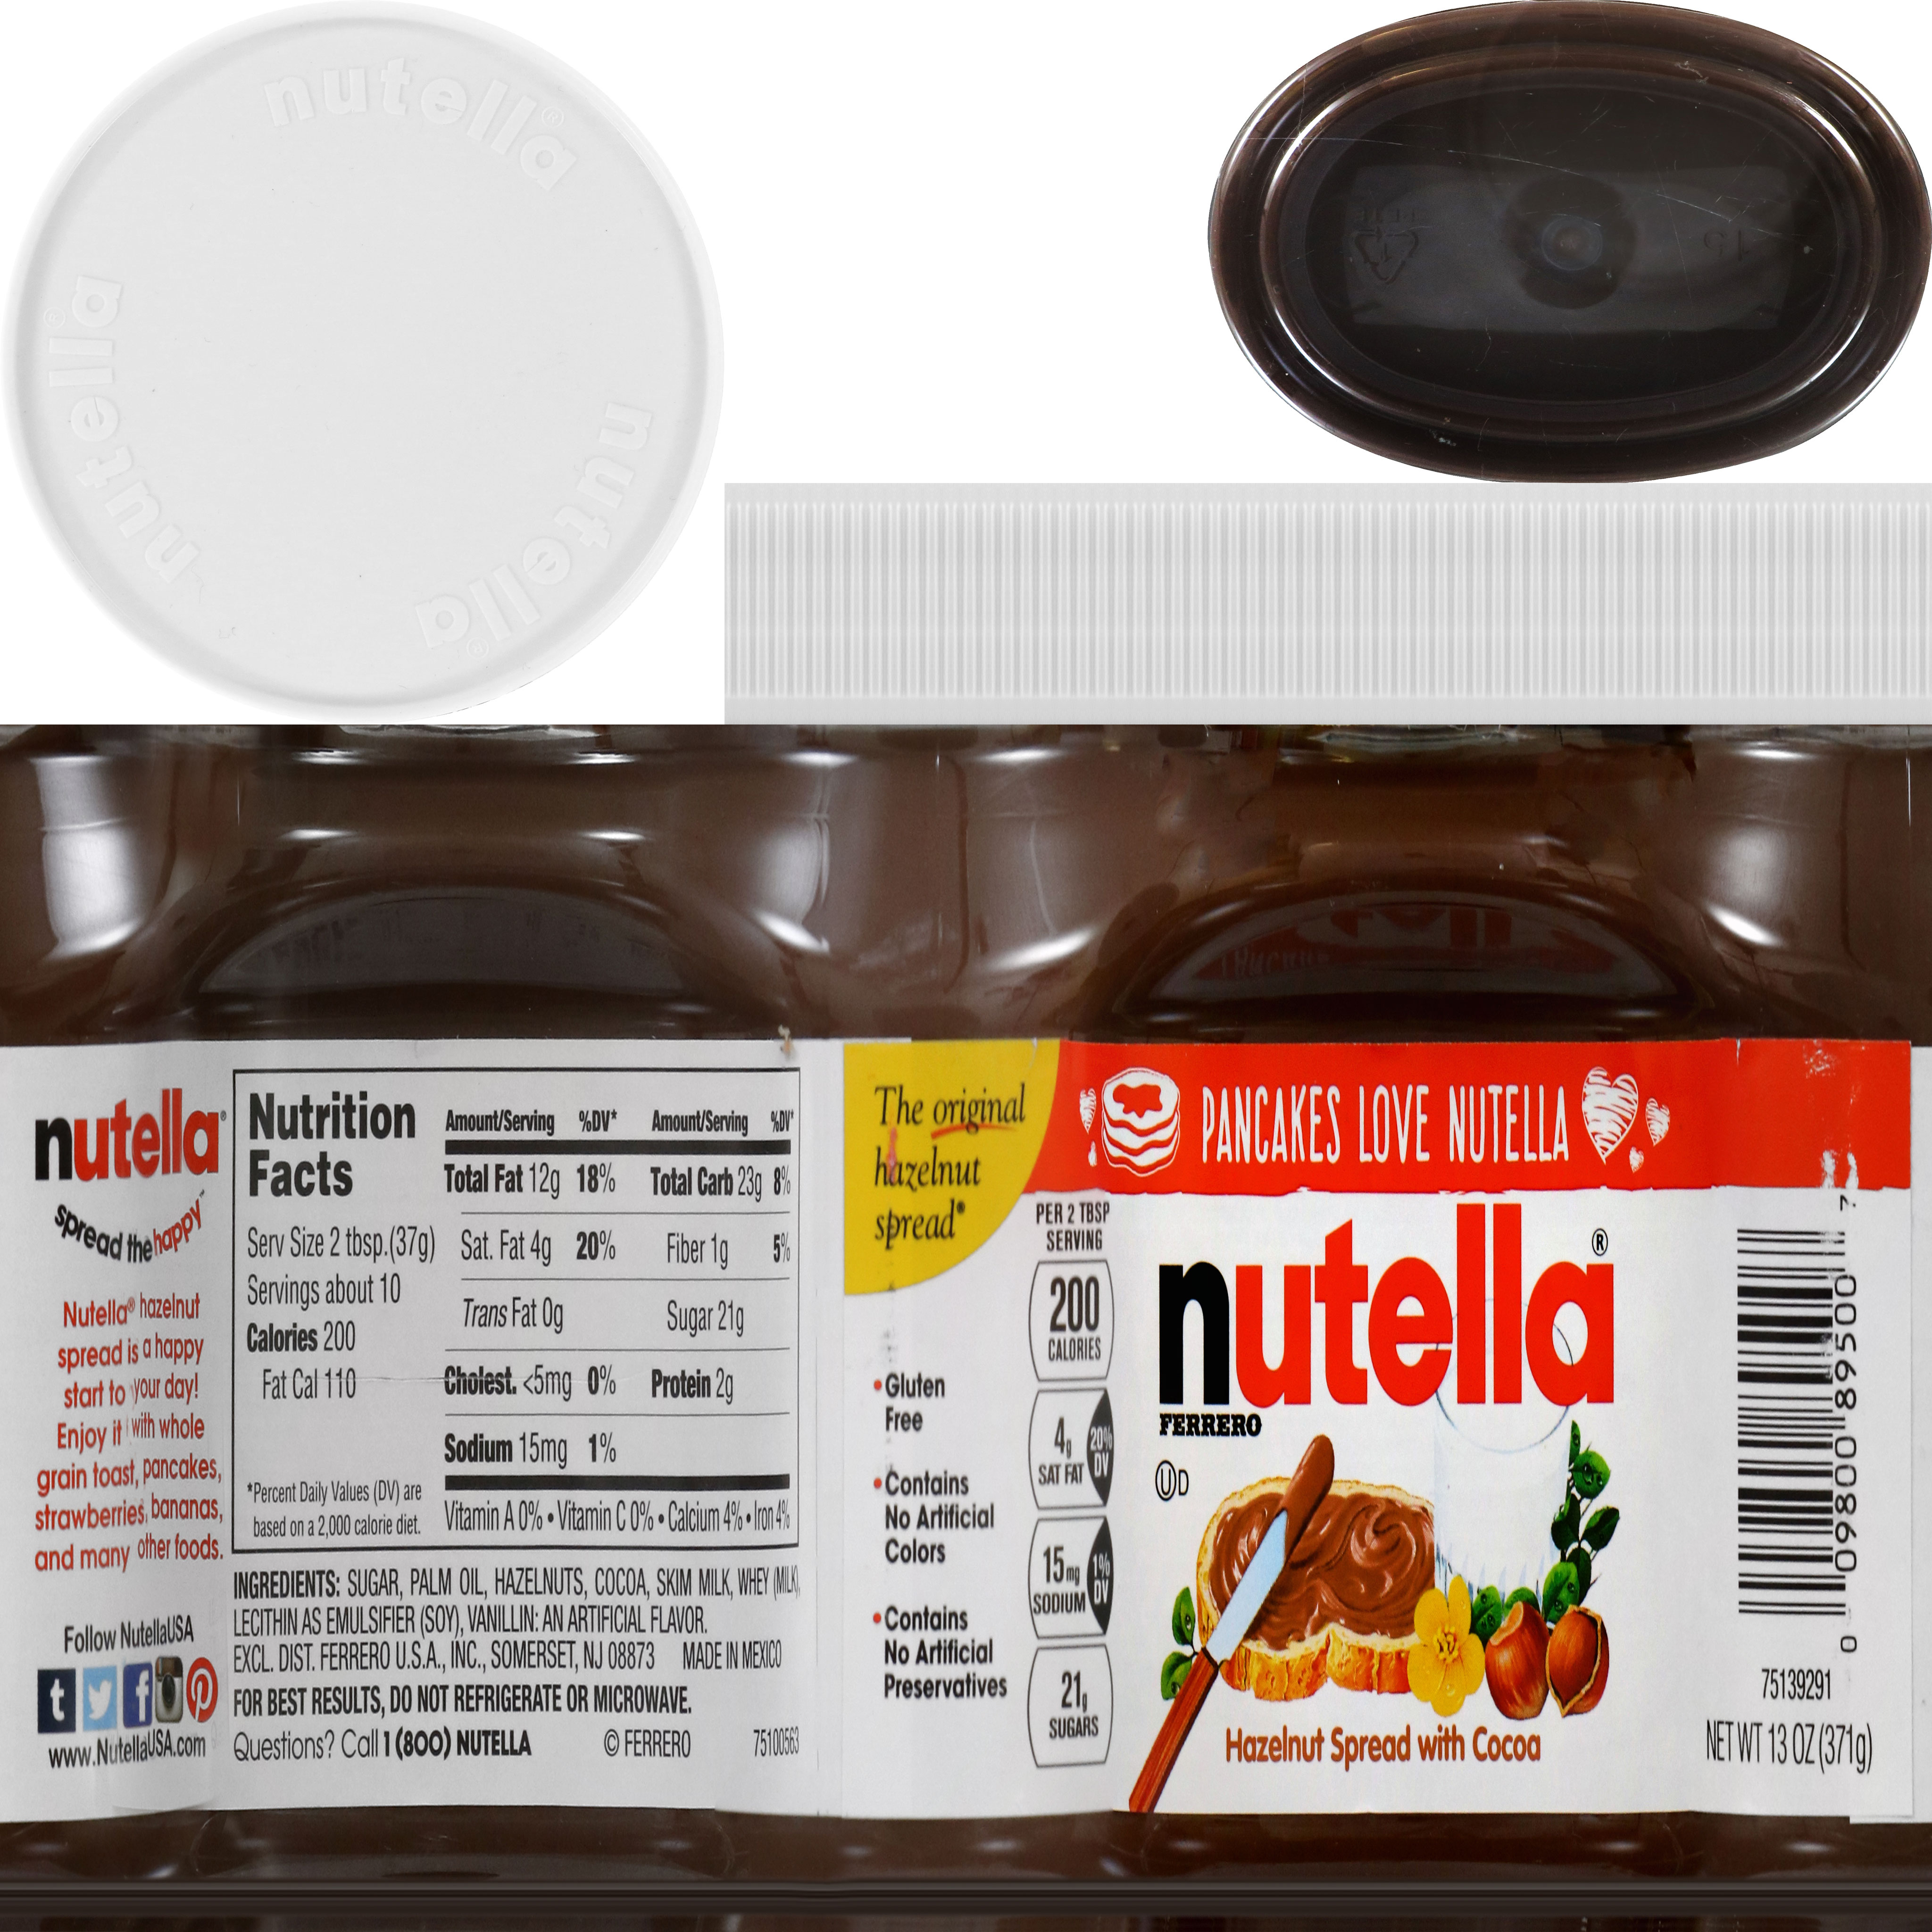 nutella®
nutella®
nutella®
PETE
1
15
nutella®
spread the happy™
Nutella® hazelnut
spread is a happy
start to your day!
Enjoy it with whole
grain toast, pancakes,
strawberries, bananas,
and many other foods.
Follow NutellaUSA
t f p
www.NutellaUSA.com
Nutrition
Facts
Serv Size 2 tbsp.(37g)
Servings about 10
Calories 200
Fat Cal 110
*Percent Daily Values (DV) are
based on a 2,000 calorie diet.
Amount/Serving %DV* Amount/Serving %DV*
Total Fat 12g 18% Total Carb 23g 8%
Sat. Fat 4g 20% Fiber 1g 5%
Trans Fat 0g Sugar 21g
Cholest. <5mg 0% Protein 2g
Sodium 15mg 1%
Vitamin A 0% • Vitamin C 0% • Calcium 4% • Iron 4%
INGREDIENTS: SUGAR, PALM OIL, HAZELNUTS, COCOA, SKIM MILK, WHEY (MILK),
LECITHIN AS EMULSIFIER (SOY), VANILLIN: AN ARTIFICIAL FLAVOR.
EXCL. DIST. FERRERO U.S.A., INC., SOMERSET, NJ 08873 MADE IN MEXICO
FOR BEST RESULTS, DO NOT REFRIGERATE OR MICROWAVE.
Questions? Call 1 (800) NUTELLA © FERRERO 75100563
The original
hazelnut
spread®
• Gluten
Free
• Contains
No Artificial
Colors
• Contains
No Artificial
Preservatives
PER 2 TBSP
SERVING
200
CALORIES
4g
SAT FAT
20%
DV
15mg
SODIUM
1%
DV
21g
SUGARS
PANCAKES LOVE NUTELLA
nutella®
FERRERO
U D
Hazelnut Spread with Cocoa
0 09800 89500 7
75139291
NET WT 13 OZ (371g)